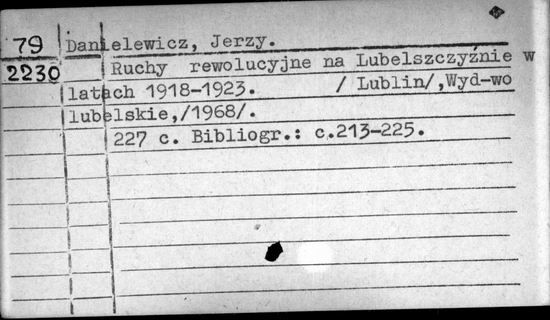 79 Danielewicz, Jerzy.
2230 Ruchy rewolucyjne na Lubelszczyźnie w
latach 1918-1923. / Lublin/,Wyd-wo
lubelskie,/1968/.
227 c. Bibliogr.: c.213-225.